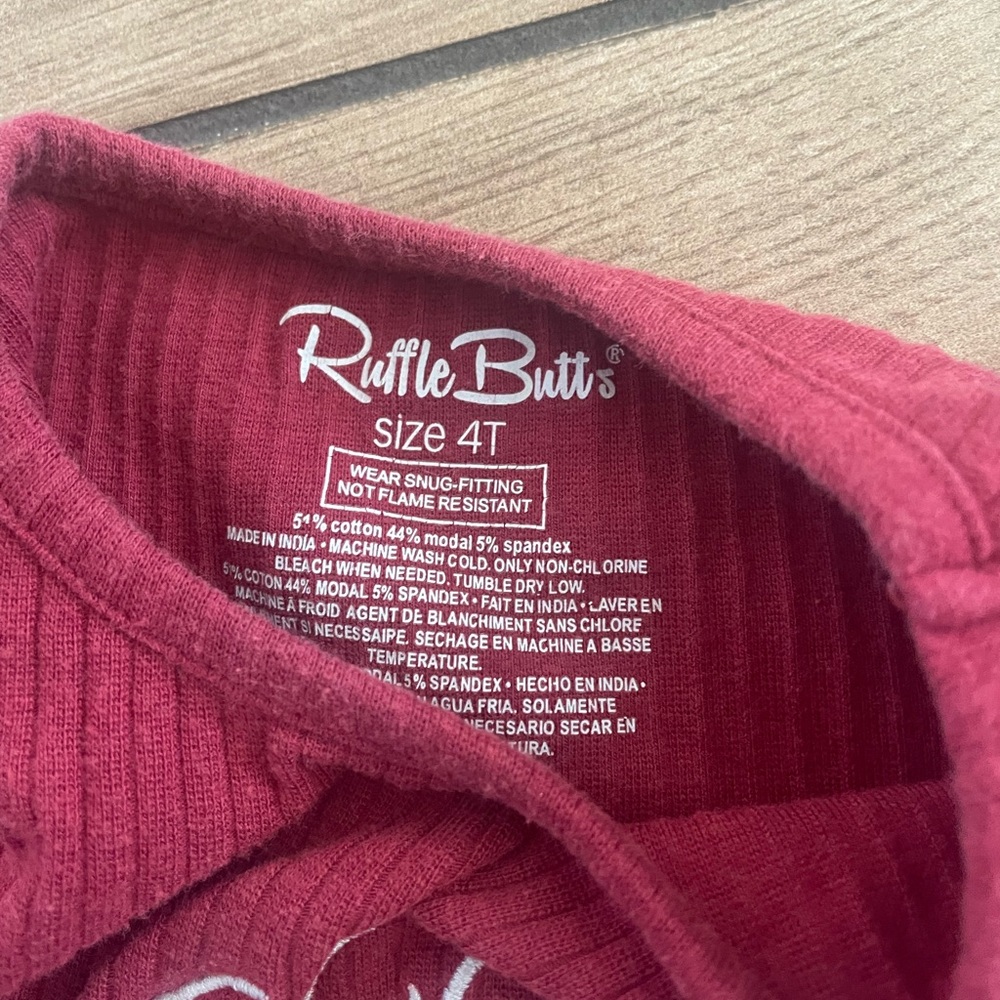 RuffleButts®
size 4T
WEAR SNUG-FITTING
NOT FLAME RESISTANT
51% cotton 44% modal 5% spandex
MADE IN INDIA • MACHINE WASH COLD. ONLY NON-CHLORINE
BLEACH WHEN NEEDED. TUMBLE DRY LOW.
51% COTON 44% MODAL 5% SPANDEX • FAIT EN INDIA • LAVER EN
MACHINE À FROID AGENT DE BLANCHIMENT SANS CHLORE
SI NECESSAIPE. SECHAGE EN MACHINE A BASSE
TEMPERATURE.
5% SPANDEX • HECHO EN INDIA •
AGUA FRIA. SOLAMENTE
SECAR EN